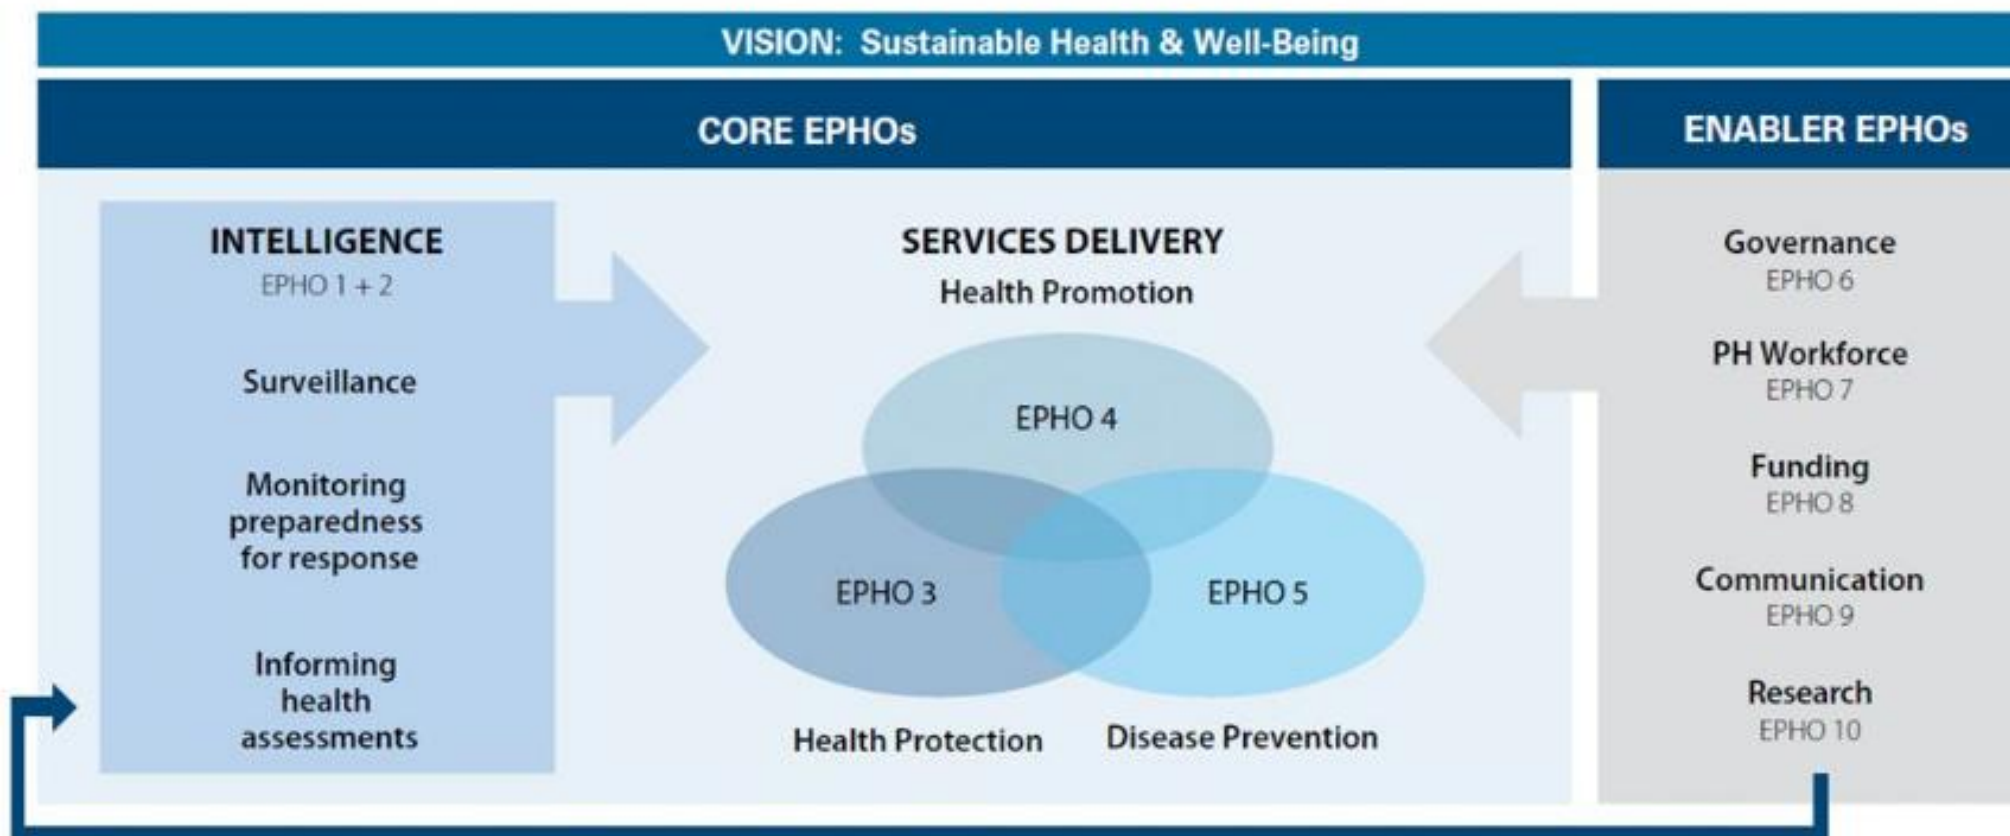 VISION: Sustainable Health & Well-Being
CORE EPHOs
ENABLER EPHOs
INTELLIGENCE
EPHO 1 + 2
Surveillance
Monitoring
preparedness
for response
Informing
health
assessments
SERVICES DELIVERY
Health Promotion
EPHO 4
EPHO 3
EPHO 5
Health Protection
Disease Prevention
Governance
EPHO 6
PH Workforce
EPHO 7
Funding
EPHO 8
Communication
EPHO 9
Research
EPHO 10